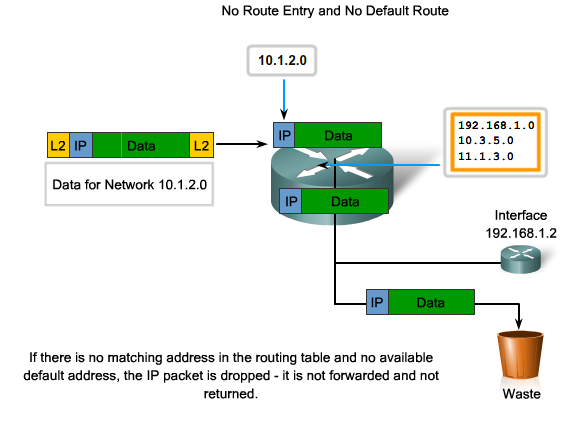 No Route Entry and No Default Route
10.1.2.0
IP Data
192.168.1.0
10.3.5.0
11.1.3.0
L2 IP Data L2
Data for Network 10.1.2.0
IP Data
Interface
192.168.1.2
IP Data
If there is no matching address in the routing table and no available
default address, the IP packet is dropped - it is not forwarded and not
returned.
Waste